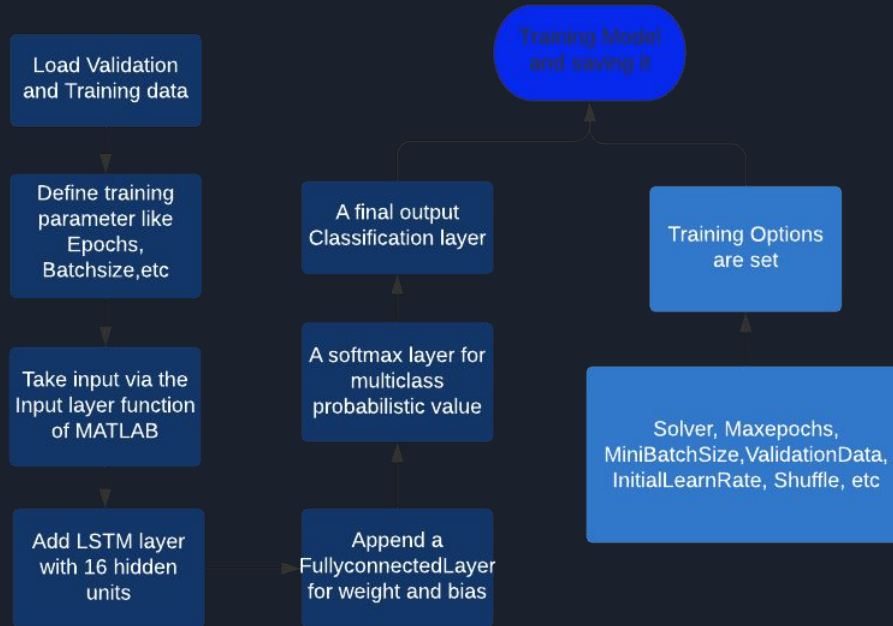 Load Validation
and Training data
Define training
parameter like
Epochs,
Batchsize,etc
Take input via the
Input layer function
of MATLAB
Add LSTM layer
with 16 hidden
units
Append a
FullyconnectedLayer
for weight and bias
A softmax layer for
multiclass
probabilistic value
A final output
Classification layer
Training Model
and saving it
Training Options
are set
Solver, Maxepochs,
MiniBatchSize,ValidationData,
InitialLearnRate, Shuffle, etc